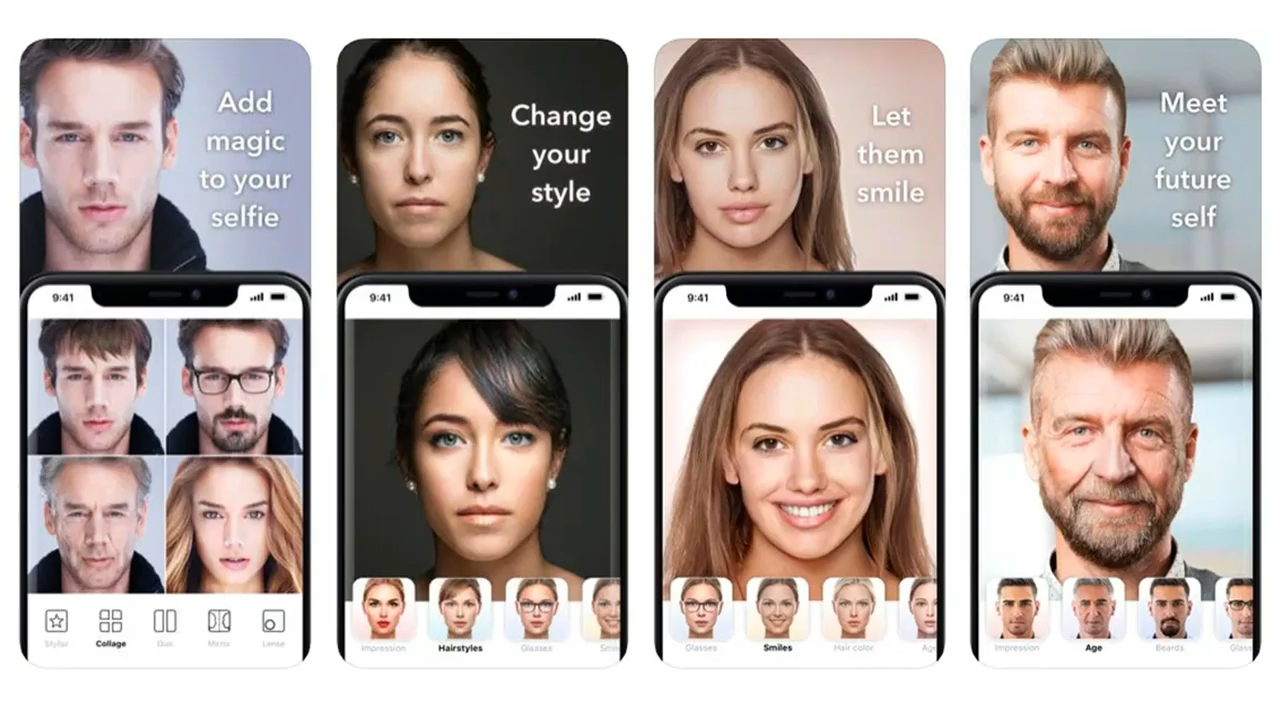 Add
magic
to your
selfie
9:41
Styles
Collage
Duo
Mirror
Lense
Change
your
style
9:41
Impression
Hairstyles
Glasses
Let
them
smile
9:41
Glasses
Smiles
Hair color
Meet
your
future
self
9:41
Impression
Age
Beards